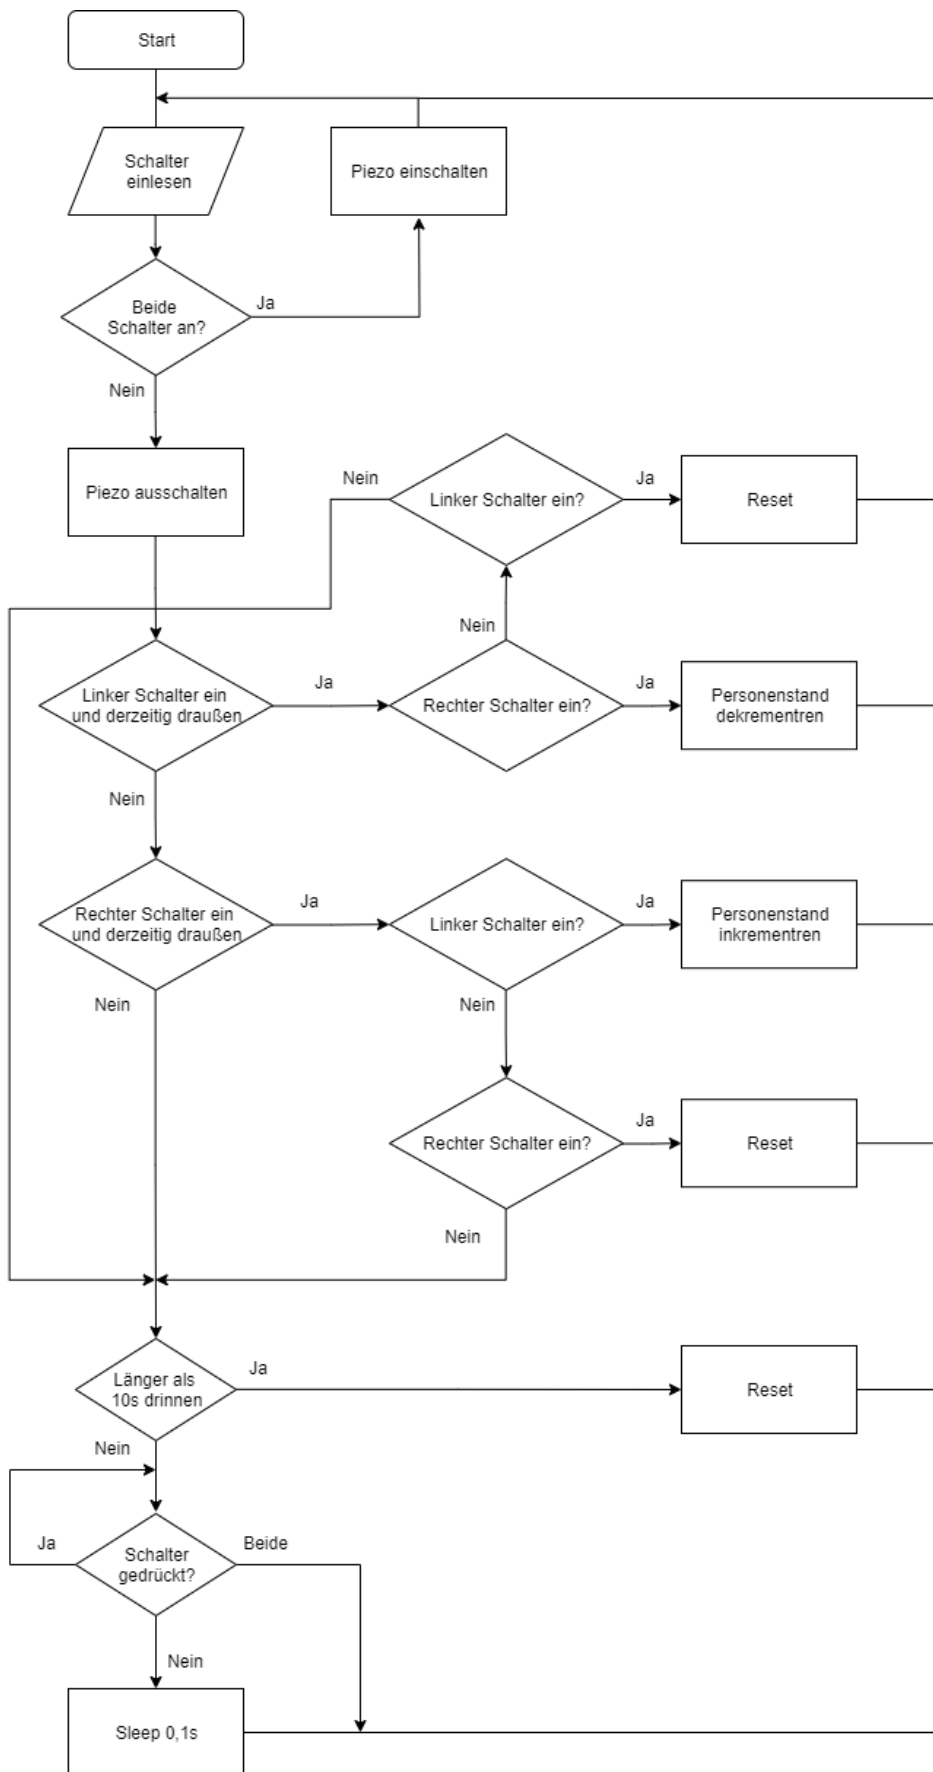 Start
Schalter
einlesen
Piezo einschalten
Beide
Schalter an?
Ja
Nein
Piezo ausschalten
Nein
Linker Schalter ein?
Ja
Reset
Nein
Linker Schalter ein
und derzeitig draußen
Ja
Rechter Schalter ein?
Ja
Personenstand
dekrementren
Nein
Rechter Schalter ein
und derzeitig draußen
Ja
Linker Schalter ein?
Ja
Personenstand
inkrementren
Nein
Nein
Rechter Schalter ein?
Ja
Reset
Nein
Länger als
10s drinnen
Ja
Reset
Nein
Ja
Schalter
gedrückt?
Beide
Nein
Sleep 0,1s